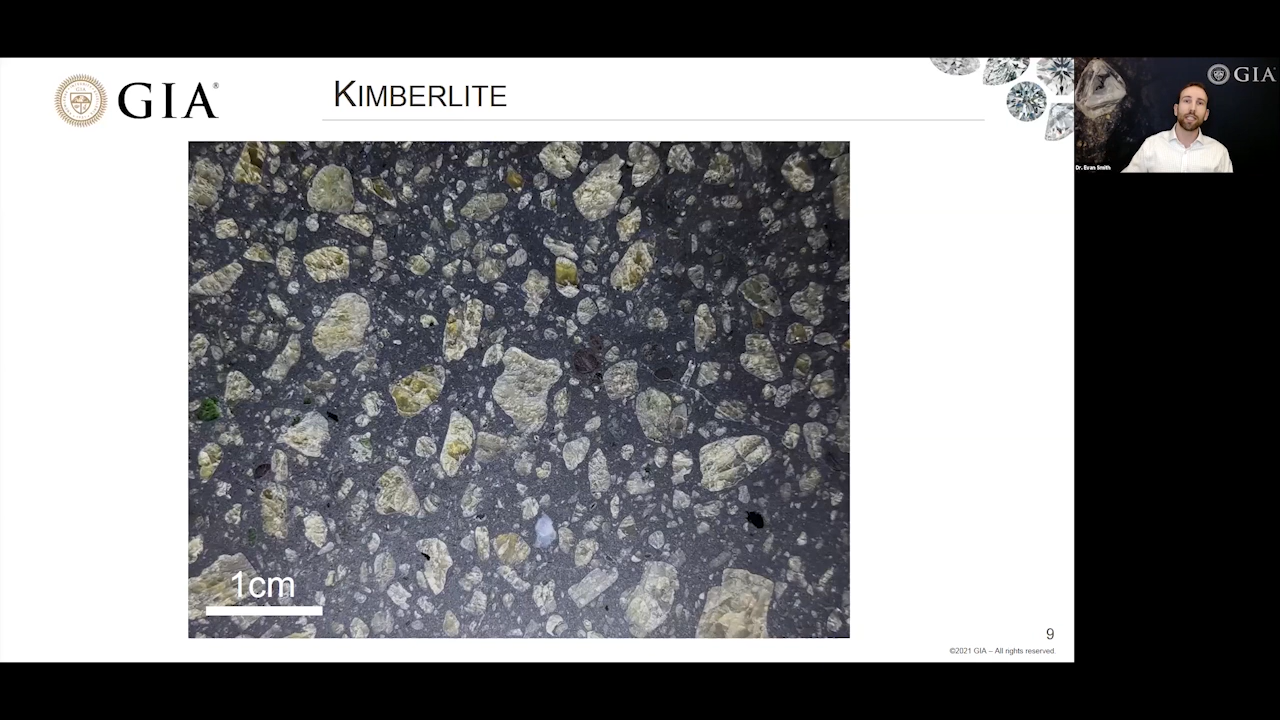 GIA®
KIMBERLITE
GIA
Dr. Evan Smith
1cm
9
©2021 GIA – All rights reserved.